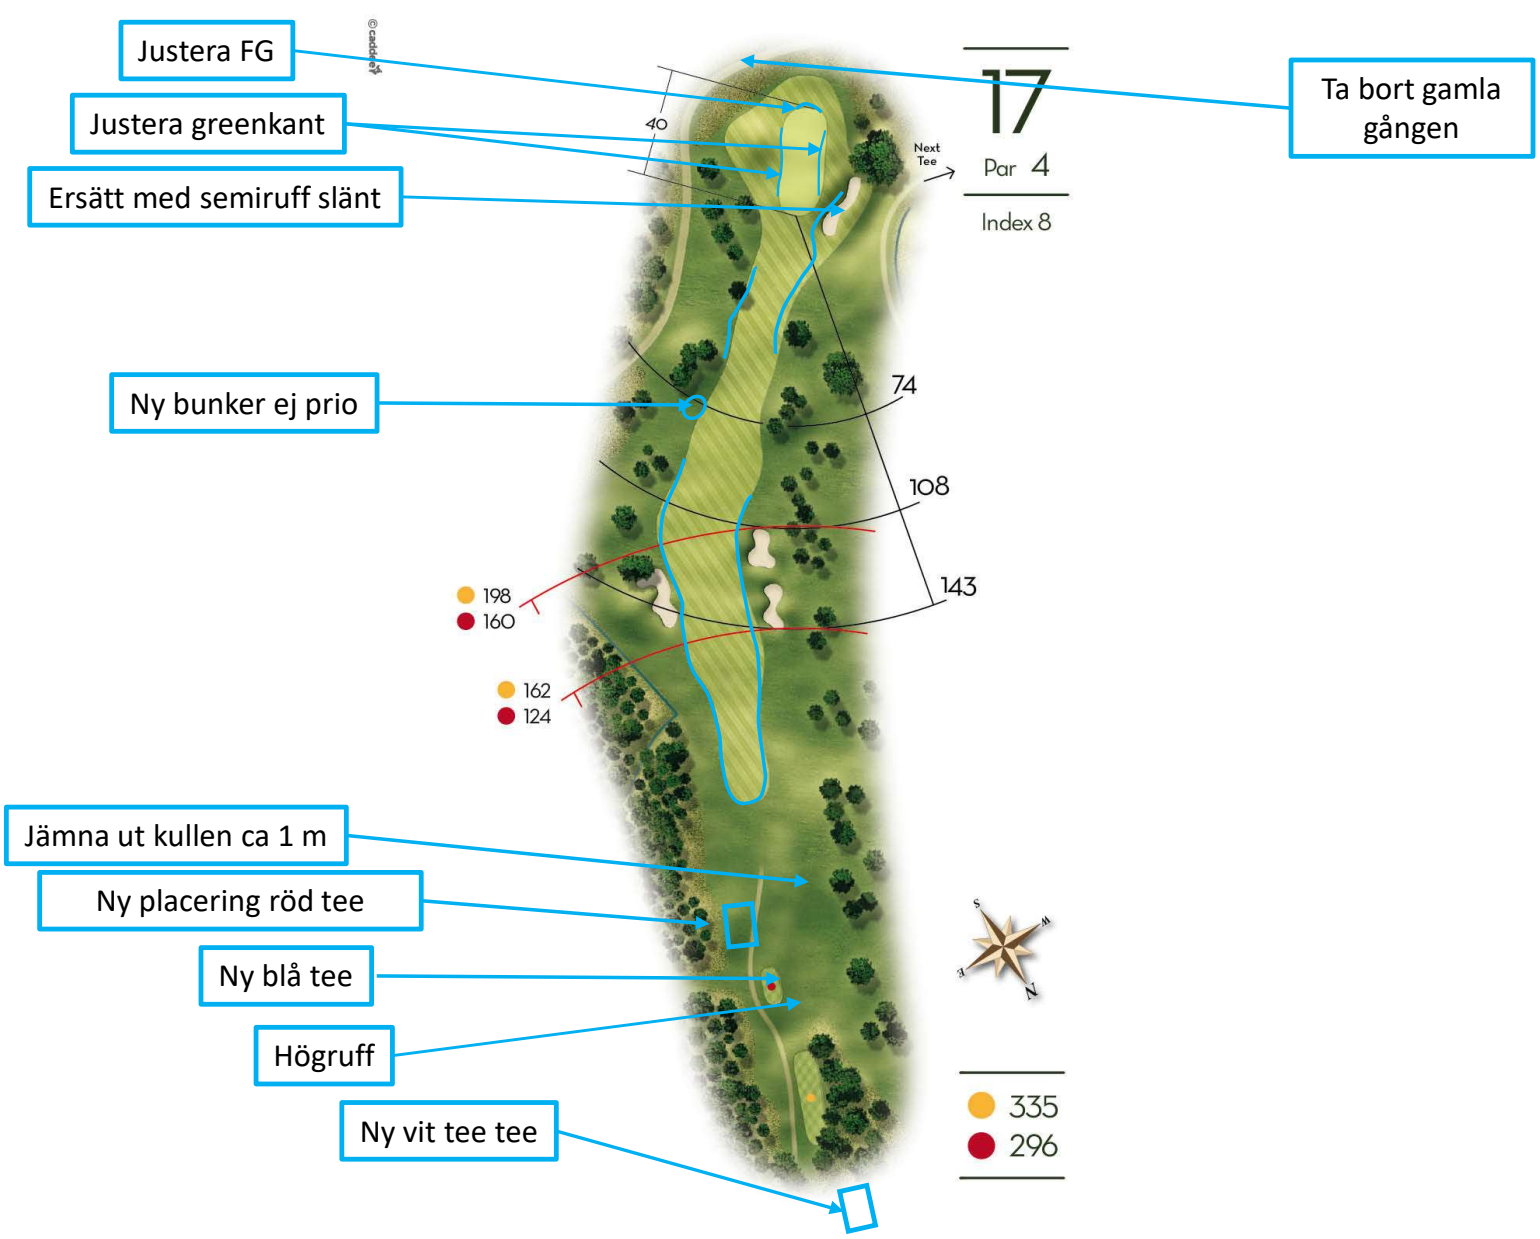 Justera FG
© caddee
Justera greenkant
Ersätt med semiruff slänt
Ta bort gamla
gången
17
Par 4
Index 8
Next
Tee
40
Ny bunker ej prio
74
108
143
198
160
162
124
Jämna ut kullen ca 1 m
Ny placering röd tee
Ny blå tee
Högruff
Ny vit tee tee
S
W
E
N
335
296